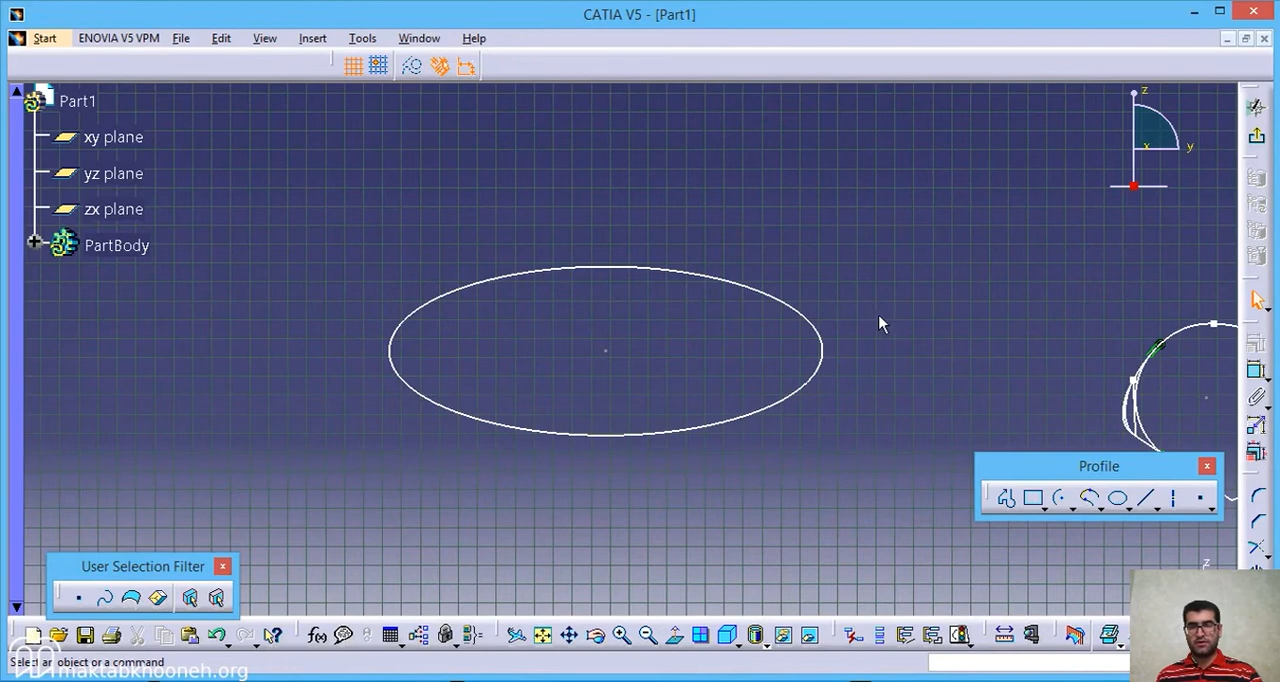 CATIA V5 - [Part1]
Start ENOVIA V5 VPM File Edit View Insert Tools Window Help
Part1
xy plane
yz plane
zx plane
PartBody
z
x
y
Profile
User Selection Filter
z
f(x)
Select an object or a command
maktabkhooneh.org